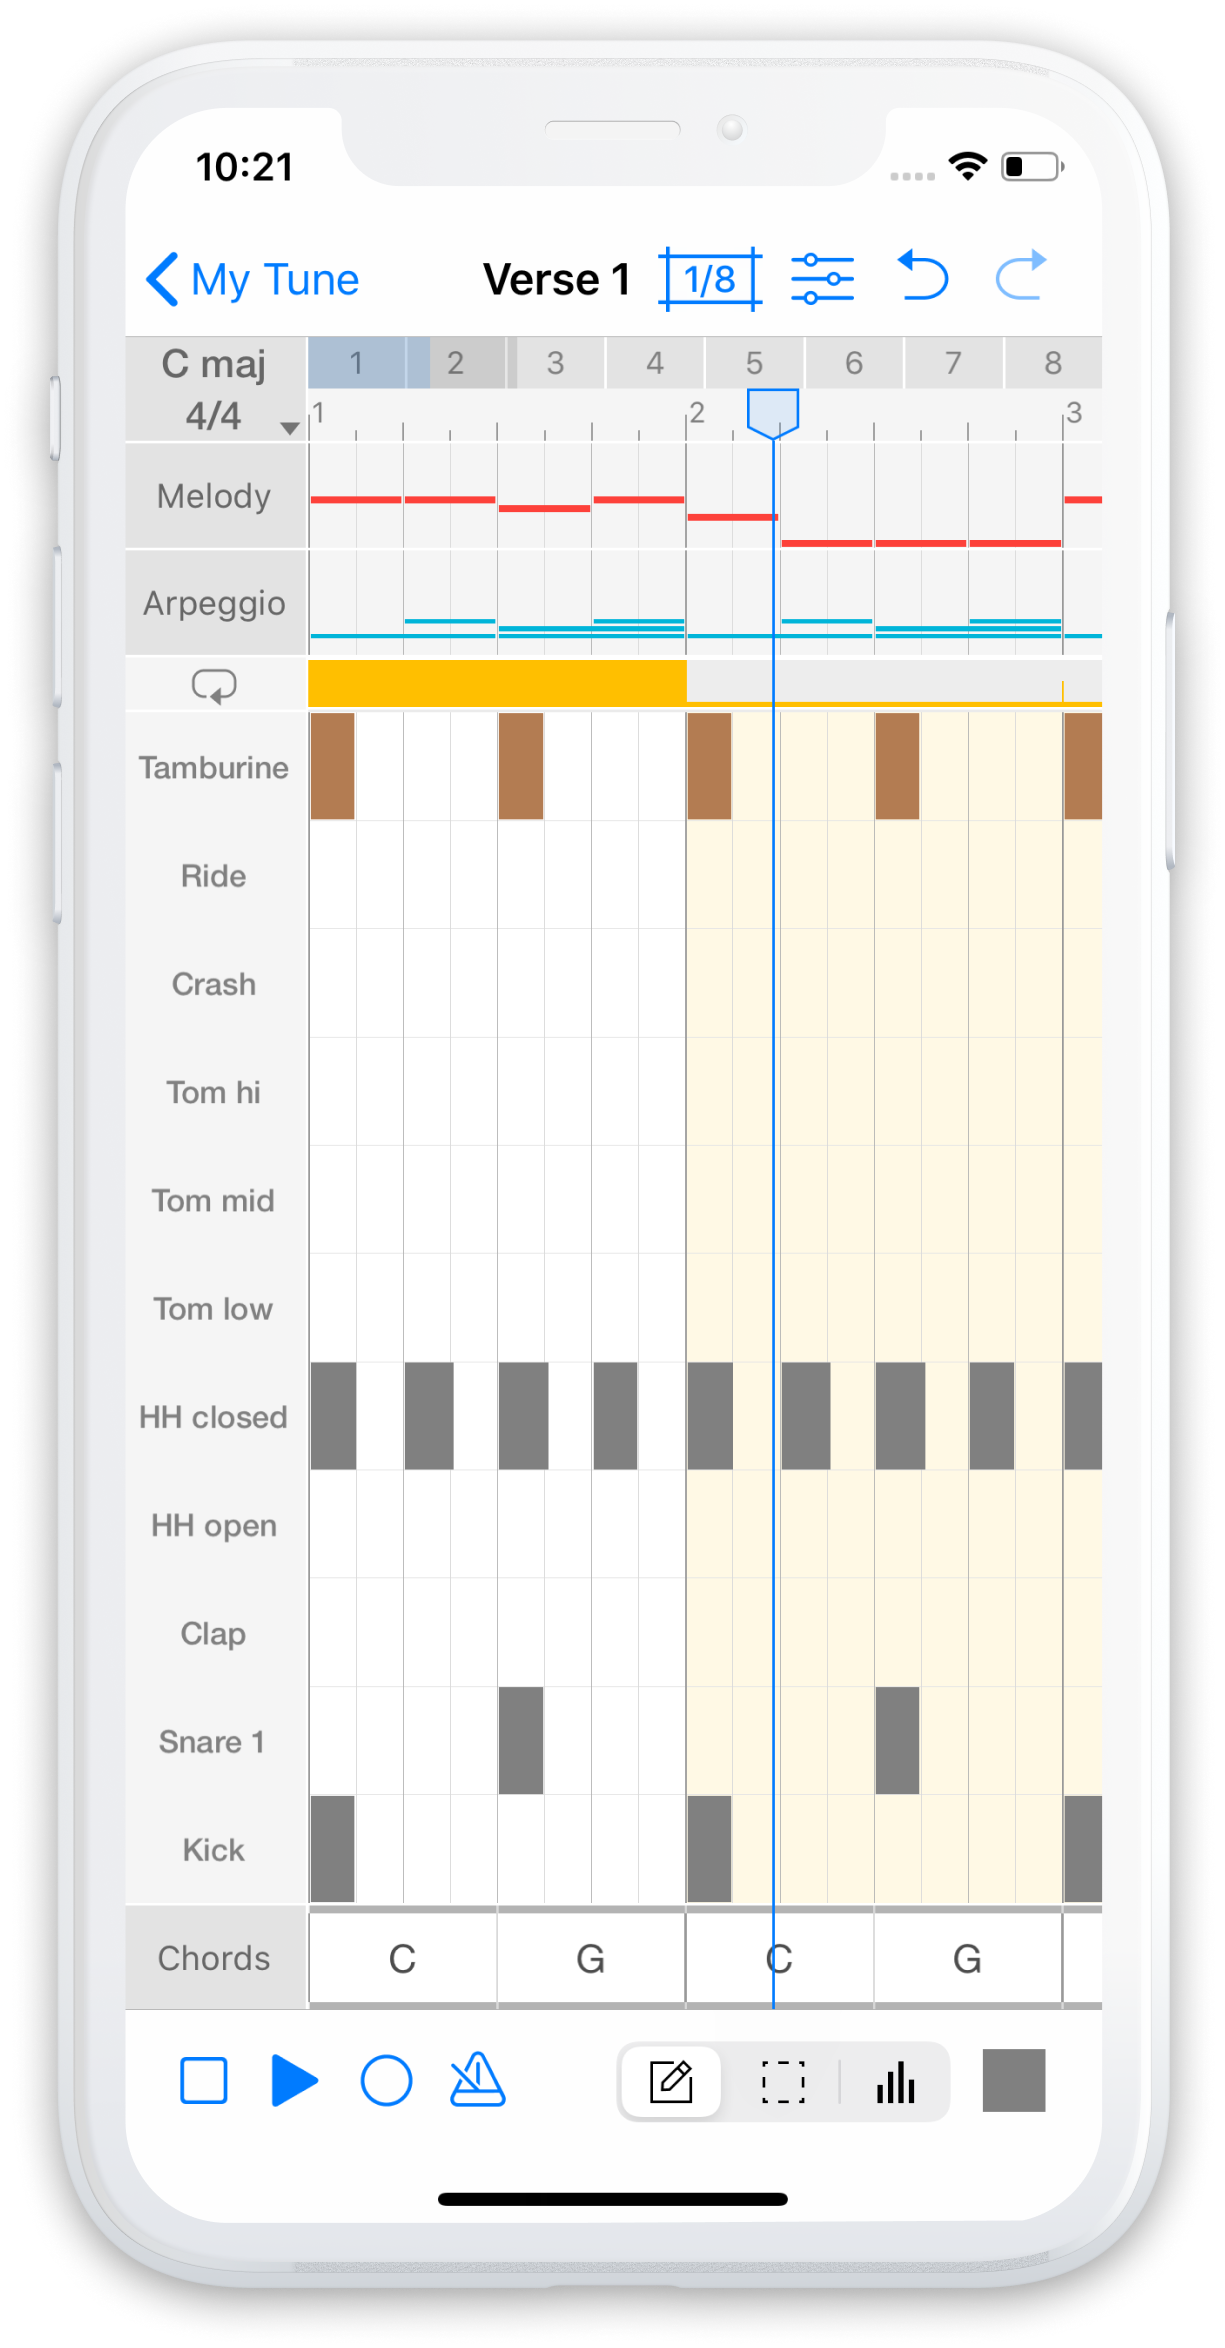 10:21
My Tune Verse 1 1/8
C maj 1 2 3 4 5 6 7 8
4/4 1 2 3
Melody
Arpeggio
Tamburine
Ride
Crash
Tom hi
Tom mid
Tom low
HH closed
HH open
Clap
Snare 1
Kick
Chords C G C G